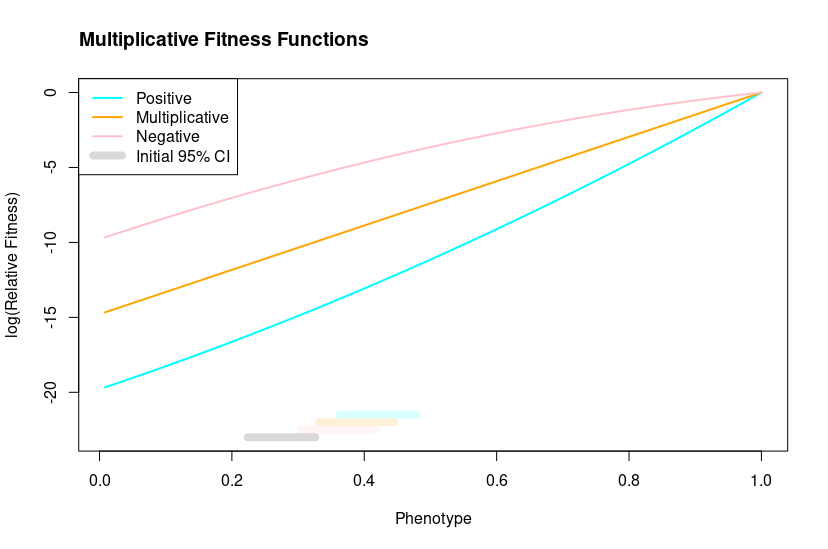 Multiplicative Fitness Functions
Positive
Multiplicative
Negative
Initial 95% CI
log(Relative Fitness)
0
-5
-10
-15
-20
0.0 0.2 0.4 0.6 0.8 1.0
Phenotype